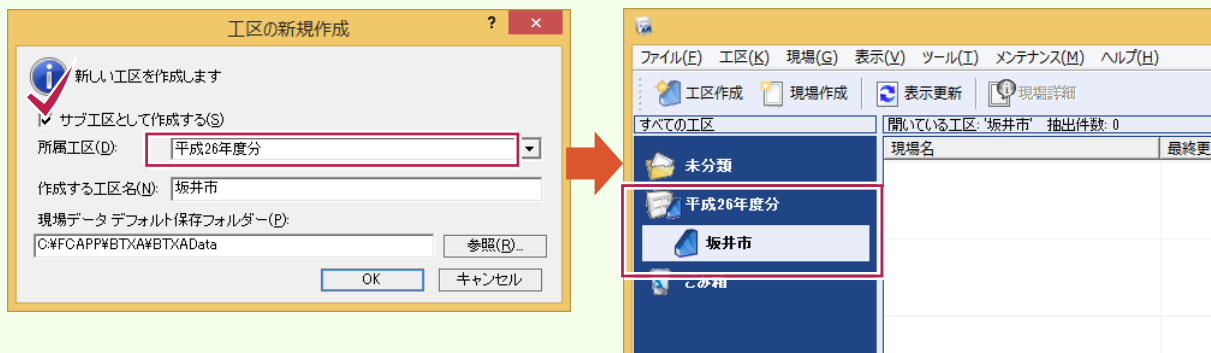 工区の新規作成
? ×
新しい工区を作成します
サブ工区として作成する(S)
所属工区(D): 平成26年度分
作成する工区名(N): 坂井市
現場データ デフォルト保存フォルダー(P):
C:¥FCAPP¥BTXA¥BTXAData 参照(R)...
OK キャンセル
ファイル(F) 工区(K) 現場(G) 表示(V) ツール(T) メンテナンス(M) ヘルプ(H)
工区作成 現場作成 表示更新 現場詳細
すべての工区 開いている工区: '坂井市' 抽出件数: 0
現場名 最終更
未分類
平成26年度分
坂井市
ごみ箱